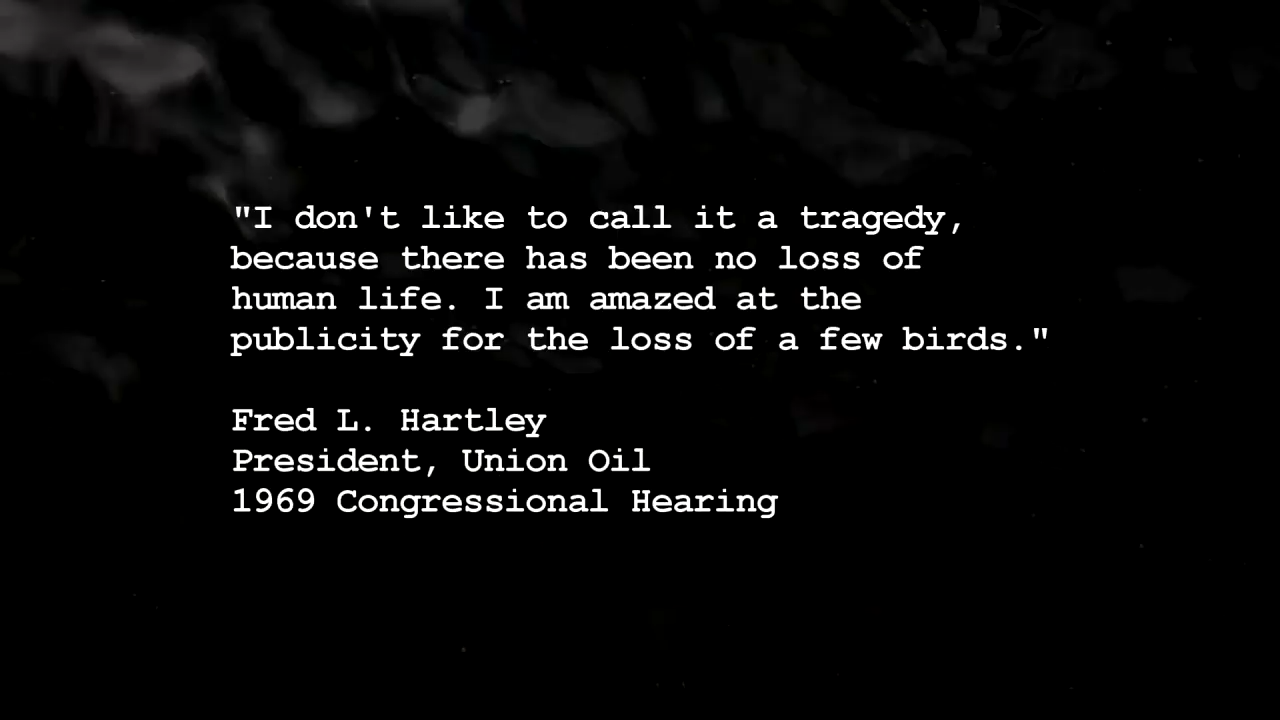 "I don't like to call it a tragedy,
because there has been no loss of
human life. I am amazed at the
publicity for the loss of a few birds."
Fred L. Hartley
President, Union Oil
1969 Congressional Hearing